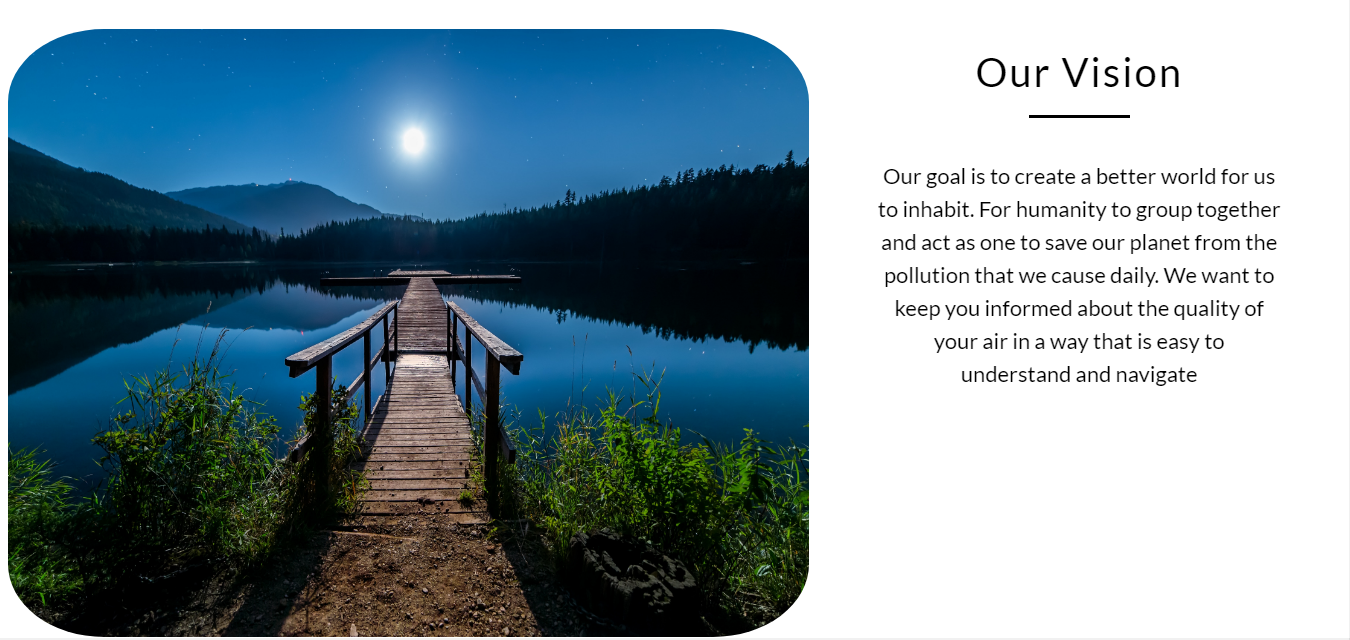 Our Vision
Our goal is to create a better world for us
to inhabit. For humanity to group together
and act as one to save our planet from the
pollution that we cause daily. We want to
keep you informed about the quality of
your air in a way that is easy to
understand and navigate